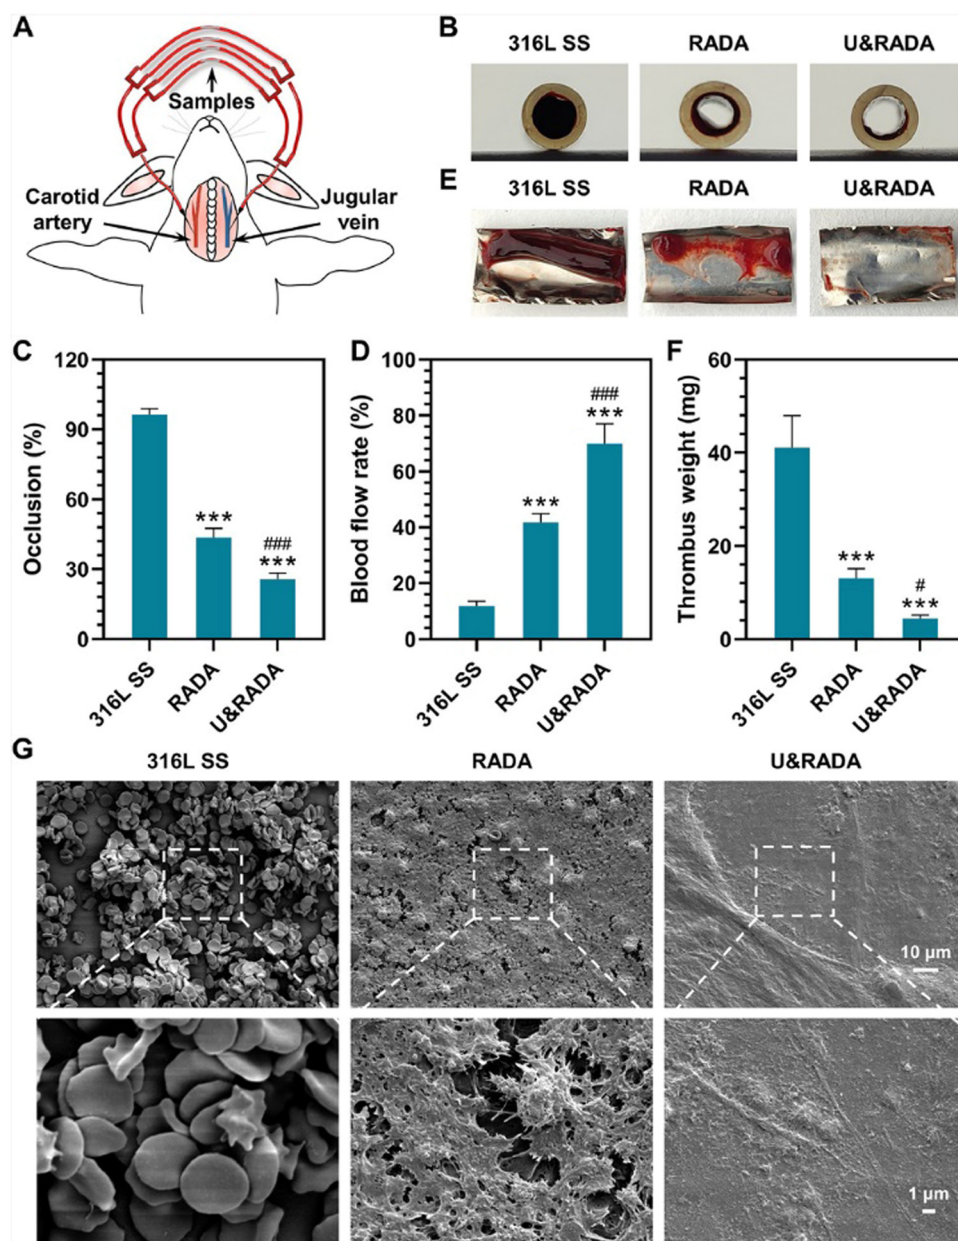 A
Samples
Carotid
artery
Jugular
vein
B
316L SS
RADA
U&RADA
E
316L SS
RADA
U&RADA
C
Occlusion (%)
120
90
60
30
0
***
###
***
316L SS
RADA
U&RADA
D
Blood flow rate (%)
100
80
60
40
20
0
***
###
***
316L SS
RADA
U&RADA
F
Thrombus weight (mg)
60
40
20
0
***
#
***
316L SS
RADA
U&RADA
G
316L SS
RADA
U&RADA
10 µm
1 µm